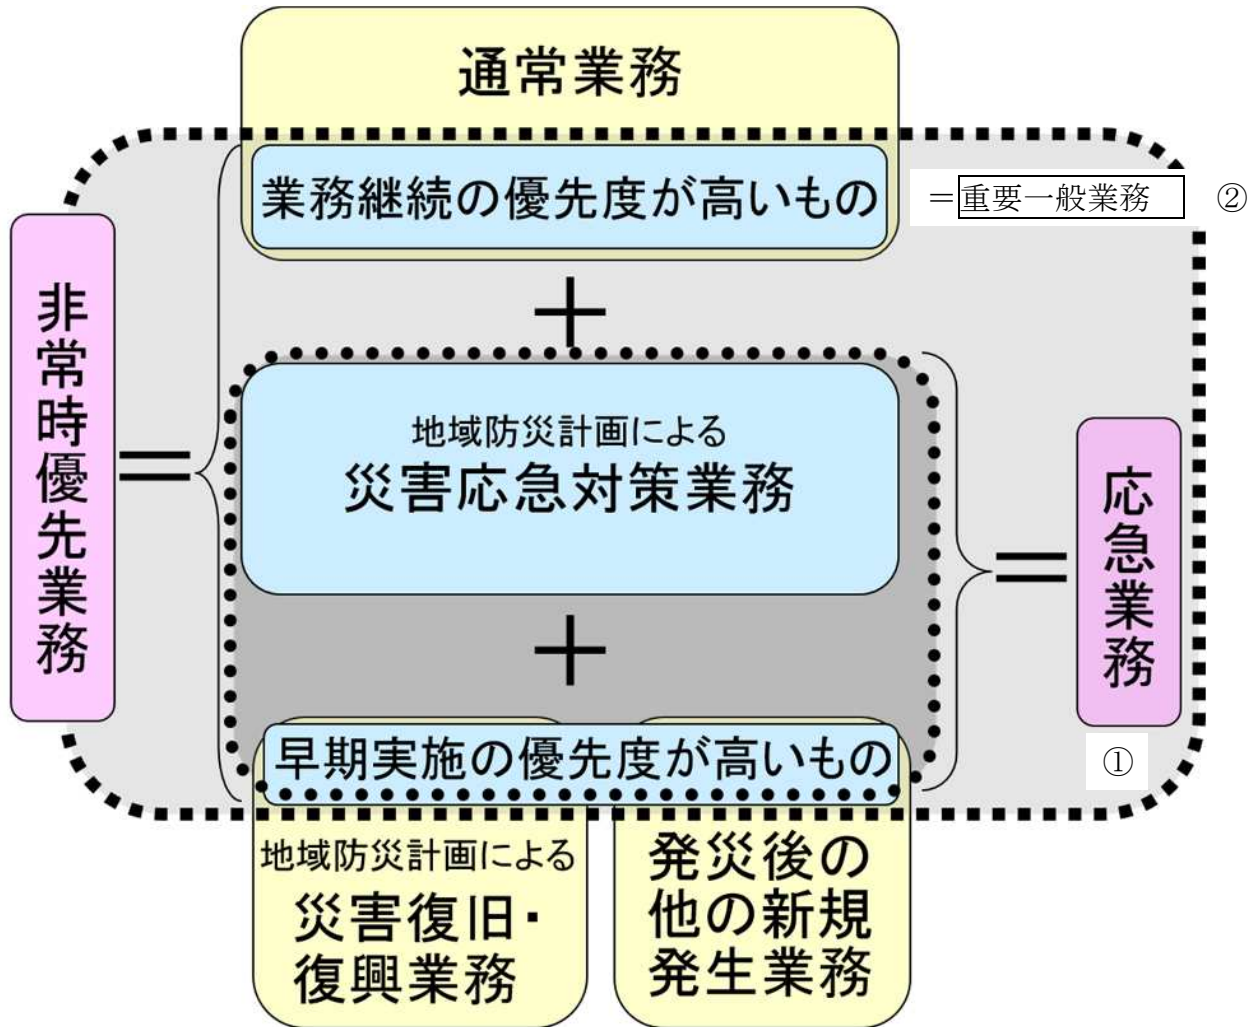 通常業務
業務継続の優先度が高いもの
=重要一般業務 ②
+
非常時優先業務
=
地域防災計画による
災害応急対策業務
=
応急業務
①
+
早期実施の優先度が高いもの
地域防災計画による
災害復旧・
復興業務
発災後の
他の新規
発生業務